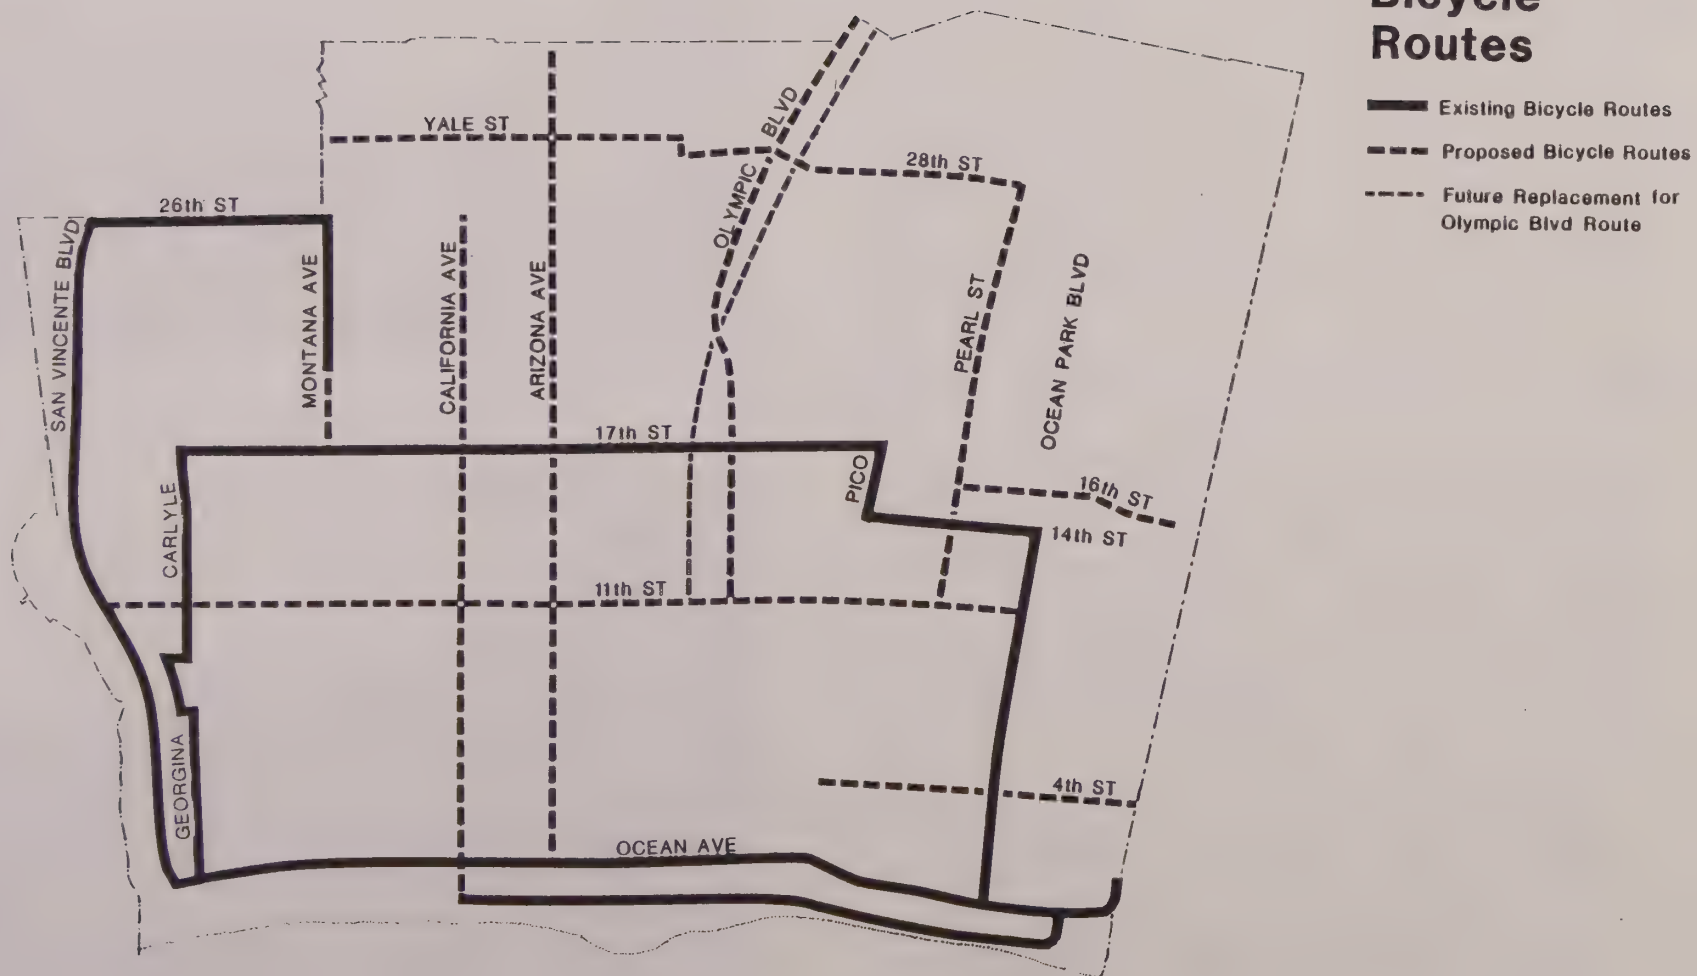 Bicycle
Routes
Existing Bicycle Routes
Proposed Bicycle Routes
Future Replacement for
Olympic Blvd Route
YALE ST
OLYMPIC BLVD
28th ST
26th ST
SAN VINCENTE BLVD
MONTANA AVE
CALIFORNIA AVE
ARIZONA AVE
PEARL ST
OCEAN PARK BLVD
17th ST
PICO
CARLYLE
16th ST
14th ST
11th ST
GEORGINA
4th ST
OCEAN AVE